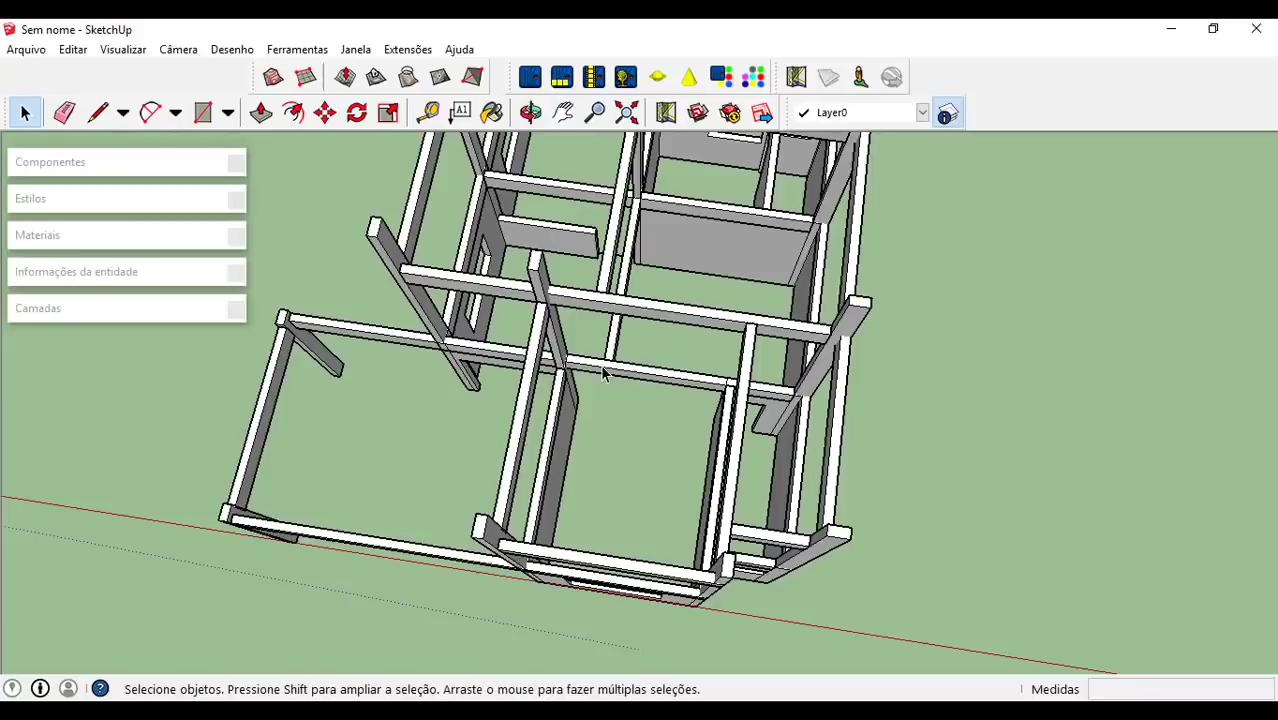 Sem nome - SketchUp
Arquivo Editar Visualizar Câmera Desenho Ferramentas Janela Extensões Ajuda
A1
Layer0
Componentes
Estilos
Materiais
Informações da entidade
Camadas
Selecione objetos. Pressione Shift para ampliar a seleção. Arraste o mouse para fazer múltiplas seleções.
Medidas